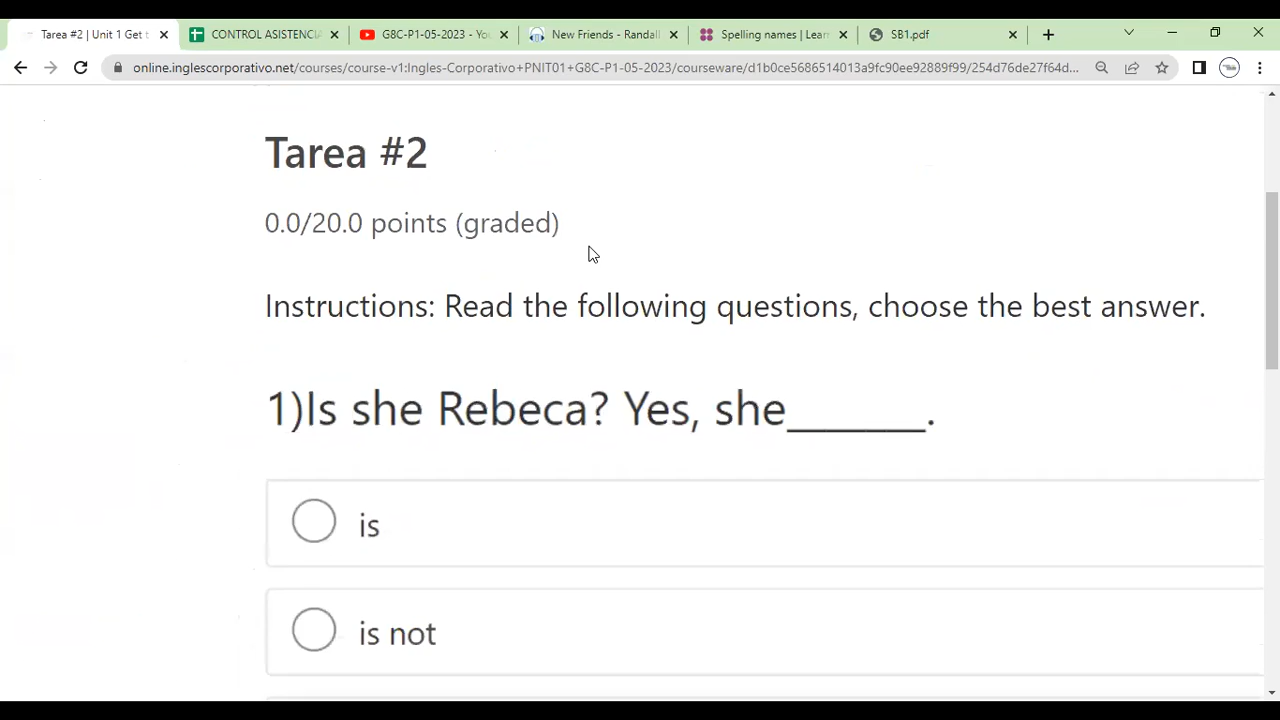 Tarea #2 | Unit 1 Get t
CONTROL ASISTENCIA
G8C-P1-05-2023 - You
New Friends - Randall
Spelling names | Learn
SB1.pdf
online.inglescorporativo.net/courses/course-v1:Ingles-Corporativo+PNIT01+G8C-P1-05-2023/courseware/d1b0ce5686514013a9fc90ee92889f99/254d76de27f64d...
Tarea #2
0.0/20.0 points (graded)
Instructions: Read the following questions, choose the best answer.
1)Is she Rebeca? Yes, she_______.
is
is not